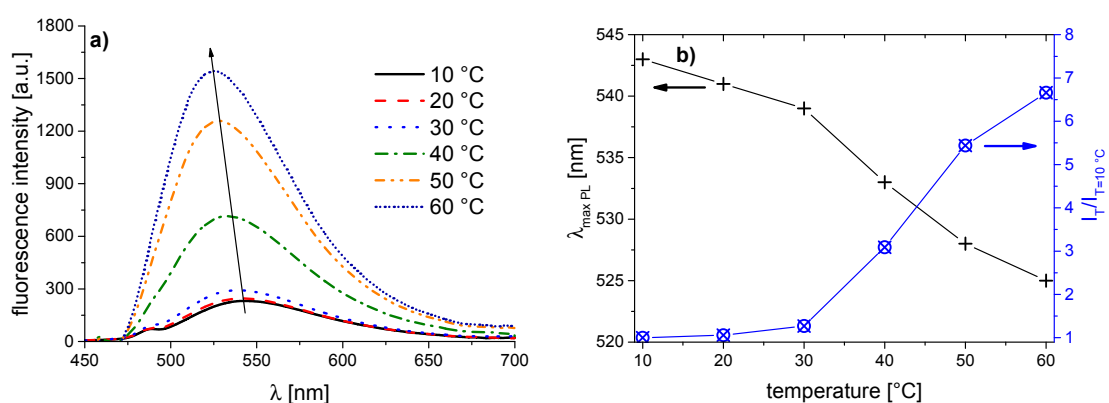 a)
fluorescence intensity [a.u.]
1800
1500
1200
900
600
300
0
450
500
550
600
650
700
λ [nm]
10 °C
20 °C
30 °C
40 °C
50 °C
60 °C
b)
λmax PL [nm]
545
540
535
530
525
520
10
20
30
40
50
60
temperature [°C]
8
7
6
5
4
3
2
1
IT/IT=10 °C